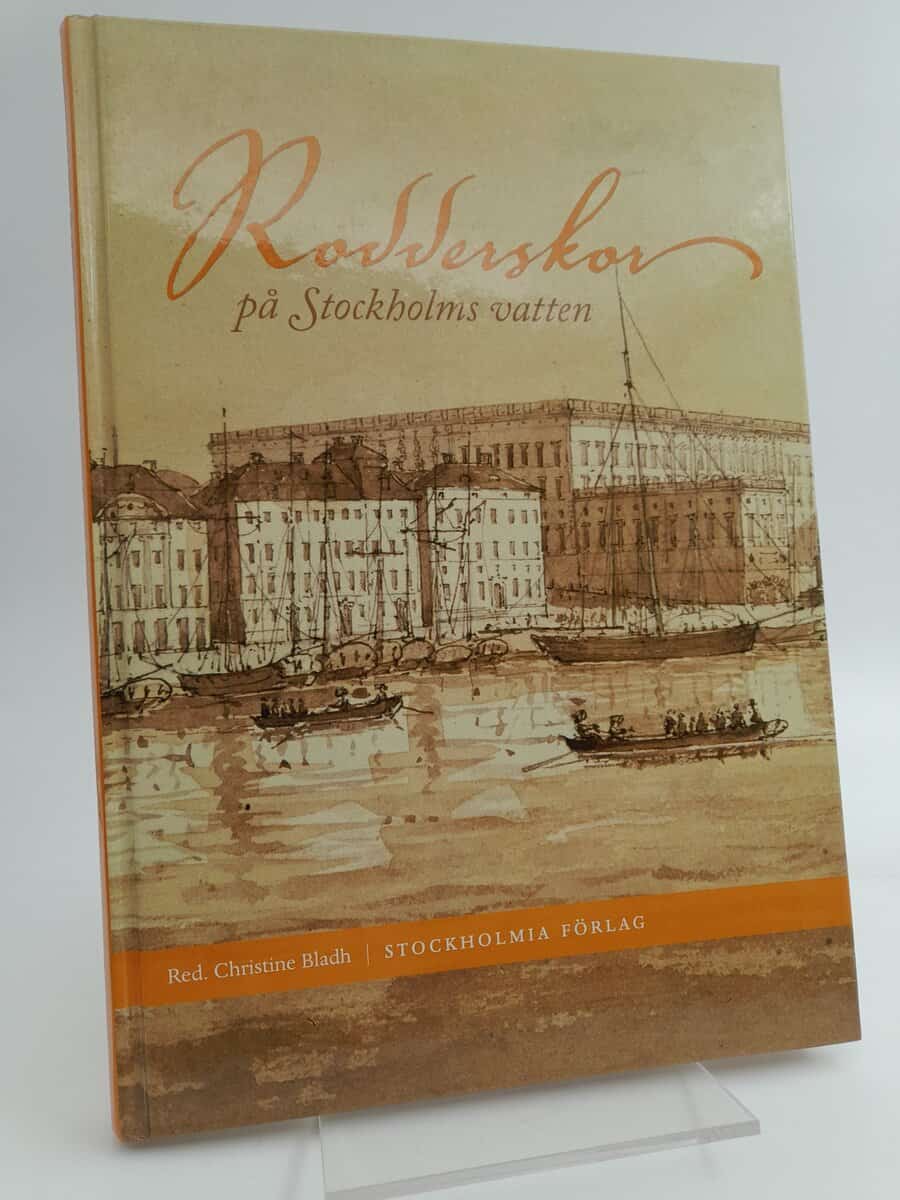 Rodderskor
på Stockholms vatten
Red. Christine Bladh | STOCKHOLMIA FÖRLAG